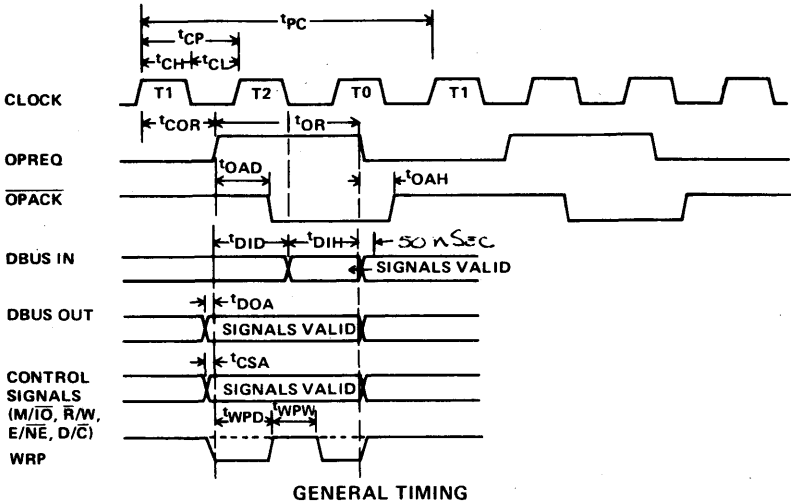 tPC
tCP
tCH tCL
CLOCK T1 T2 T0 T1
tCOR tOR
OPREQ
tOAD tOAH
OPACK
tDID tDIH 50 nSEC
DBUS IN SIGNALS VALID
tDOA
DBUS OUT SIGNALS VALID
tCSA
CONTROL SIGNALS VALID
SIGNALS
(M/IO, R/W,
E/NE, D/C)
tWPD tWPW
WRP
GENERAL TIMING